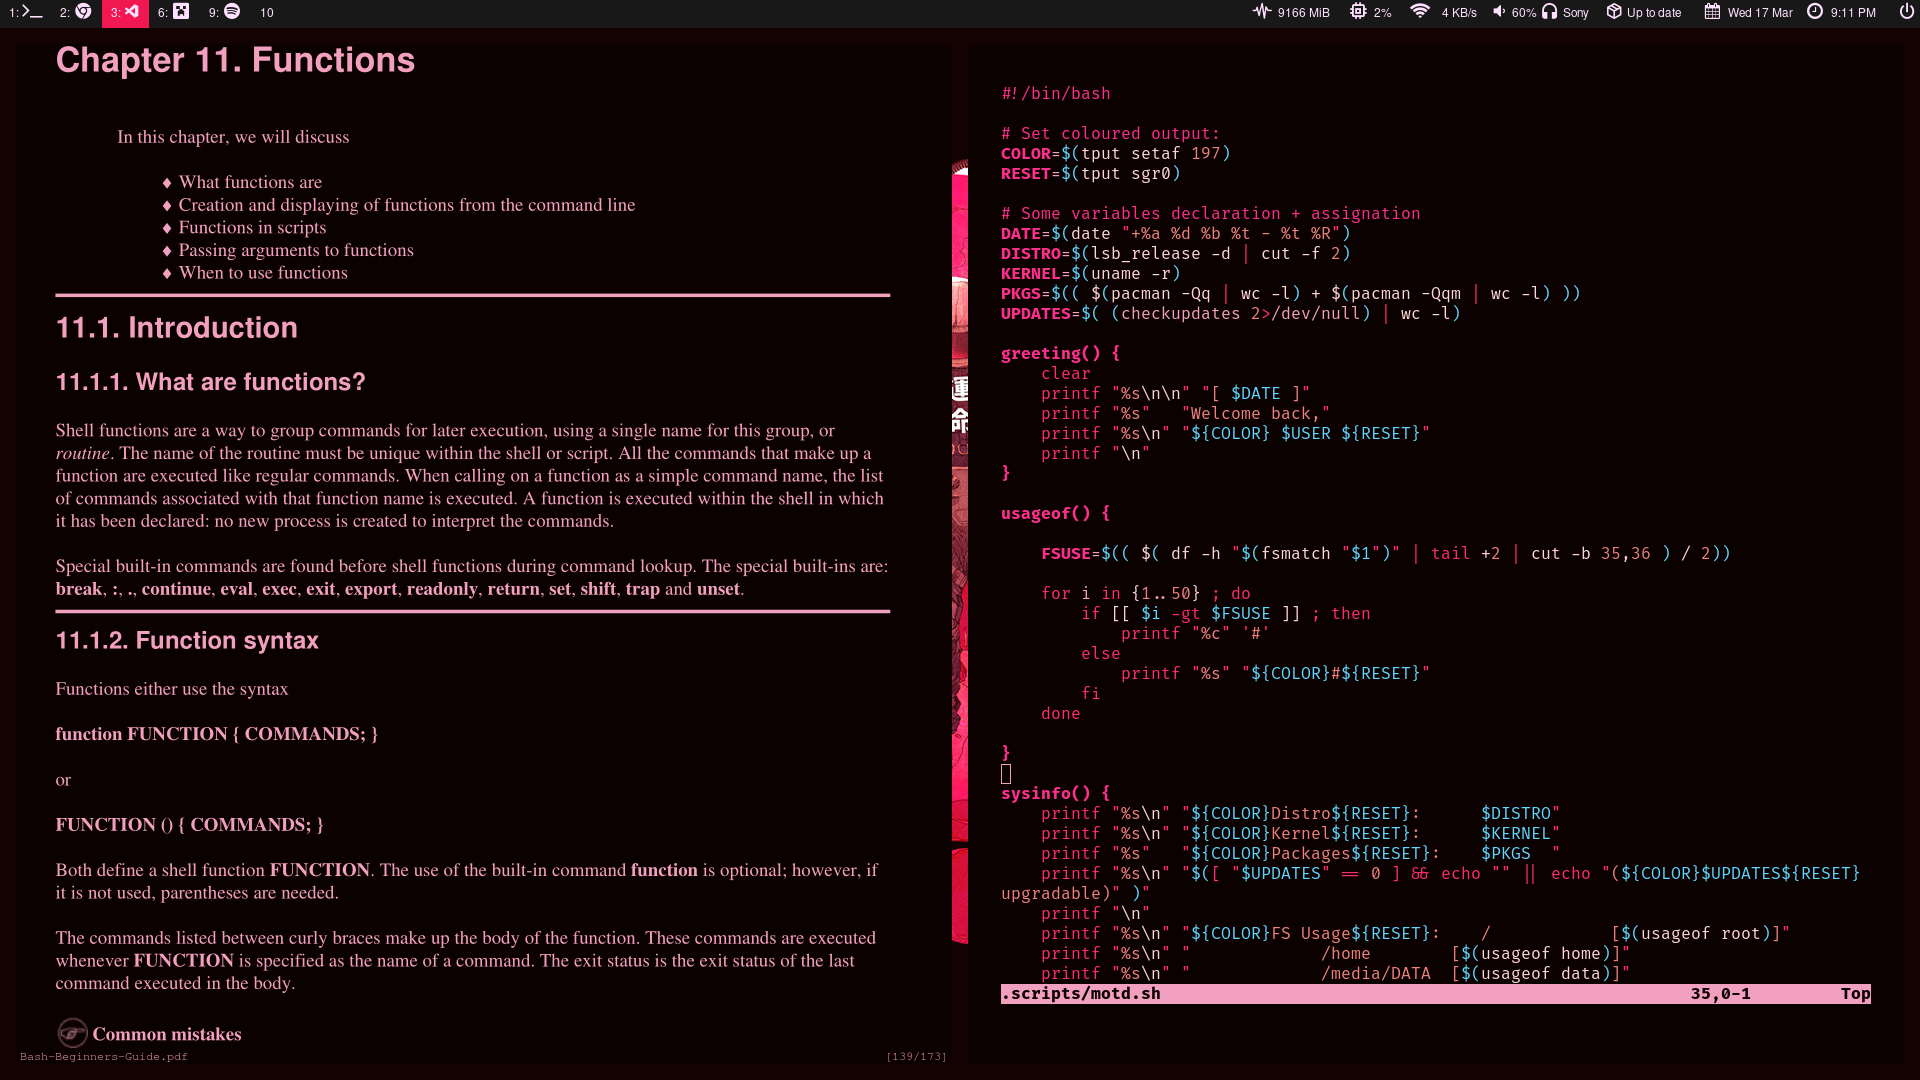 1: 2: 3: 6: 9: 10 9166 MiB 2% 4 KB/s 60% Sony Up to date Wed 17 Mar 9:11 PM
Chapter 11. Functions
In this chapter, we will discuss
♦ What functions are
♦ Creation and displaying of functions from the command line
♦ Functions in scripts
♦ Passing arguments to functions
♦ When to use functions
11.1. Introduction
11.1.1. What are functions?
Shell functions are a way to group commands for later execution, using a single name for this group, or
routine. The name of the routine must be unique within the shell or script. All the commands that make up a
function are executed like regular commands. When calling on a function as a simple command name, the list
of commands associated with that function name is executed. A function is executed within the shell in which
it has been declared: no new process is created to interpret the commands.
Special built-in commands are found before shell functions during command lookup. The special built-ins are:
break, :, ., continue, eval, exec, exit, export, readonly, return, set, shift, trap and unset.
11.1.2. Function syntax
Functions either use the syntax
function FUNCTION { COMMANDS; }
or
FUNCTION () { COMMANDS; }
Both define a shell function FUNCTION. The use of the built-in command function is optional; however, if
it is not used, parentheses are needed.
The commands listed between curly braces make up the body of the function. These commands are executed
whenever FUNCTION is specified as the name of a command. The exit status is the exit status of the last
command executed in the body.
Common mistakes
Bash-Beginners-Guide.pdf [139/173]
運
命
#!/bin/bash
# Set coloured output:
COLOR=$(tput setaf 197)
RESET=$(tput sgr0)
# Some variables declaration + assignation
DATE=$(date "+%a %d %b %t - %t %R")
DISTRO=$(lsb_release -d | cut -f 2)
KERNEL=$(uname -r)
PKGS=$(( $(pacman -Qq | wc -l) + $(pacman -Qqm | wc -l) ))
UPDATES=$( (checkupdates 2>/dev/null) | wc -l)
greeting() {
    clear
    printf "%s\n\n" "[ $DATE ]"
    printf "%s"   "Welcome back,"
    printf "%s\n" "${COLOR} $USER ${RESET}"
    printf "\n"
}
usageof() {
    FSUSE=$(( $( df -h "$(fsmatch "$1")" | tail +2 | cut -b 35,36 ) / 2))
    for i in {1..50} ; do
        if [[ $i -gt $FSUSE ]] ; then
            printf "%c" '#'
        else
            printf "%s" "${COLOR}#${RESET}"
        fi
    done
}
sysinfo() {
    printf "%s\n" "${COLOR}Distro${RESET}:      $DISTRO"
    printf "%s\n" "${COLOR}Kernel${RESET}:      $KERNEL"
    printf "%s"   "${COLOR}Packages${RESET}:    $PKGS  "
    printf "%s\n" "$([ "$UPDATES" == 0 ] && echo "" || echo "(${COLOR}$UPDATES${RESET}
upgradable)" )"
    printf "\n"
    printf "%s\n" "${COLOR}FS Usage${RESET}:    /            [$(usageof root)]"
    printf "%s\n" "             /home        [$(usageof home)]"
    printf "%s\n" "             /media/DATA  [$(usageof data)]"
.scripts/motd.sh 35,0-1 Top